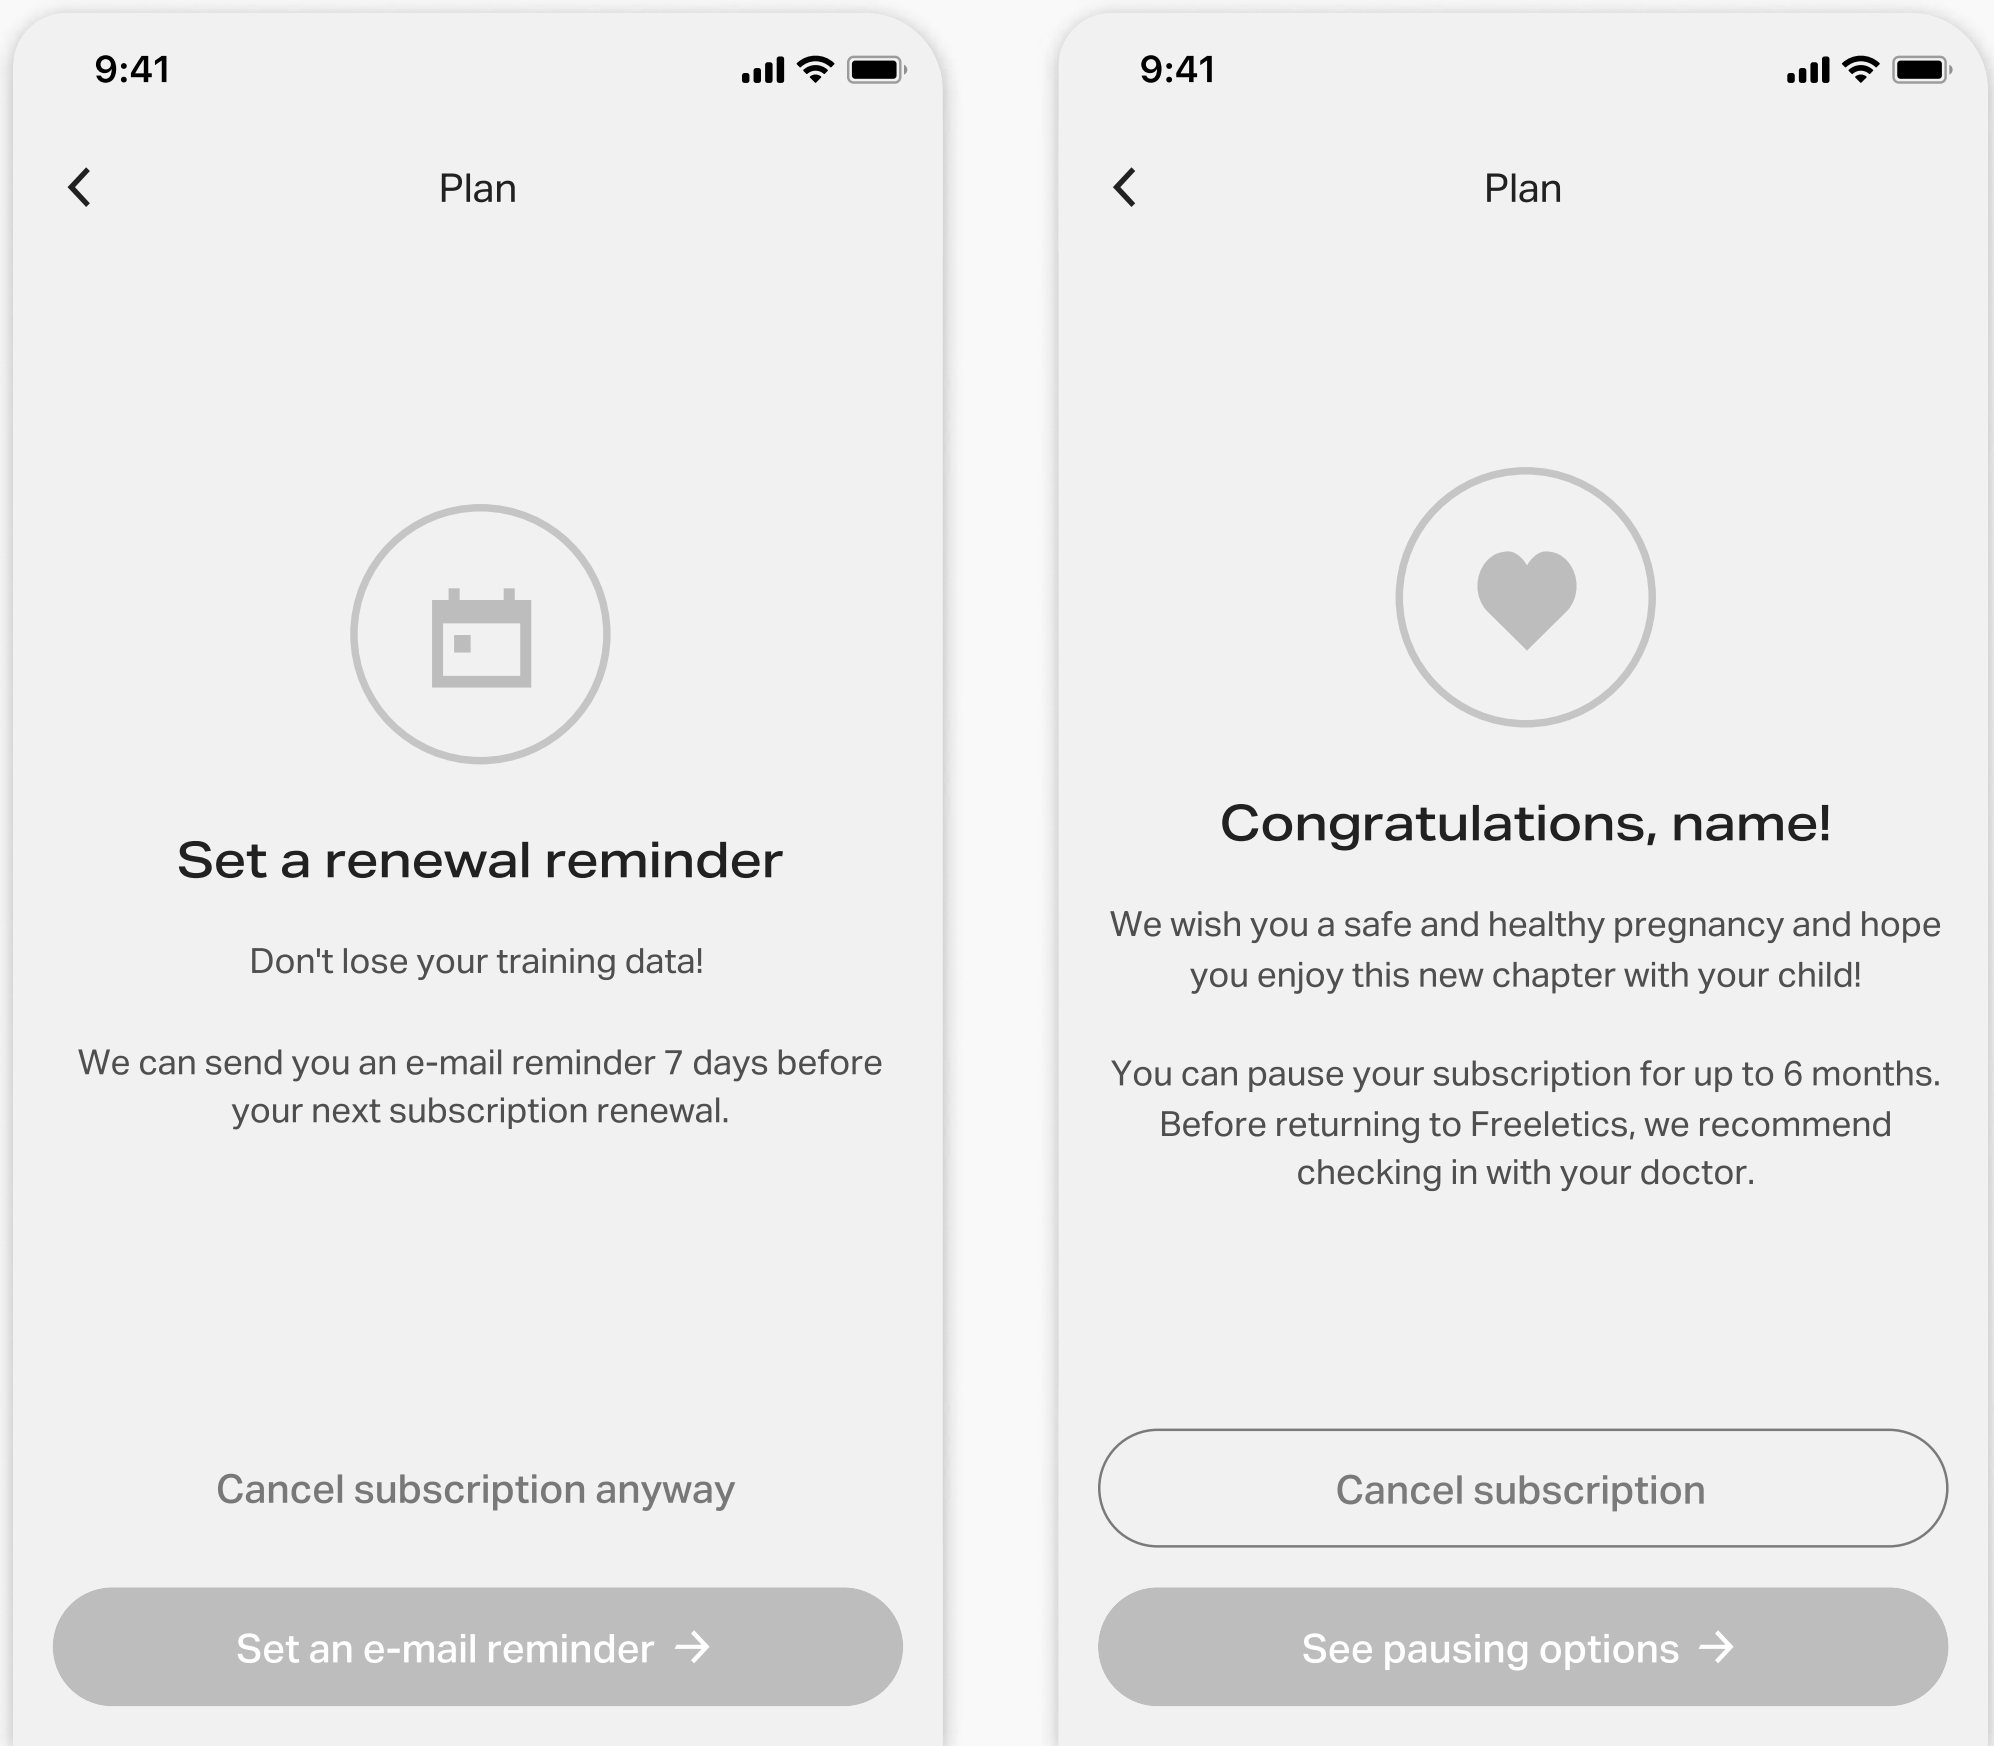 9:41
Plan
Set a renewal reminder
Don't lose your training data!
We can send you an e-mail reminder 7 days before
your next subscription renewal.
Cancel subscription anyway
Set an e-mail reminder →
9:41
Plan
Congratulations, name!
We wish you a safe and healthy pregnancy and hope
you enjoy this new chapter with your child!
You can pause your subscription for up to 6 months.
Before returning to Freeletics, we recommend
checking in with your doctor.
Cancel subscription
See pausing options →